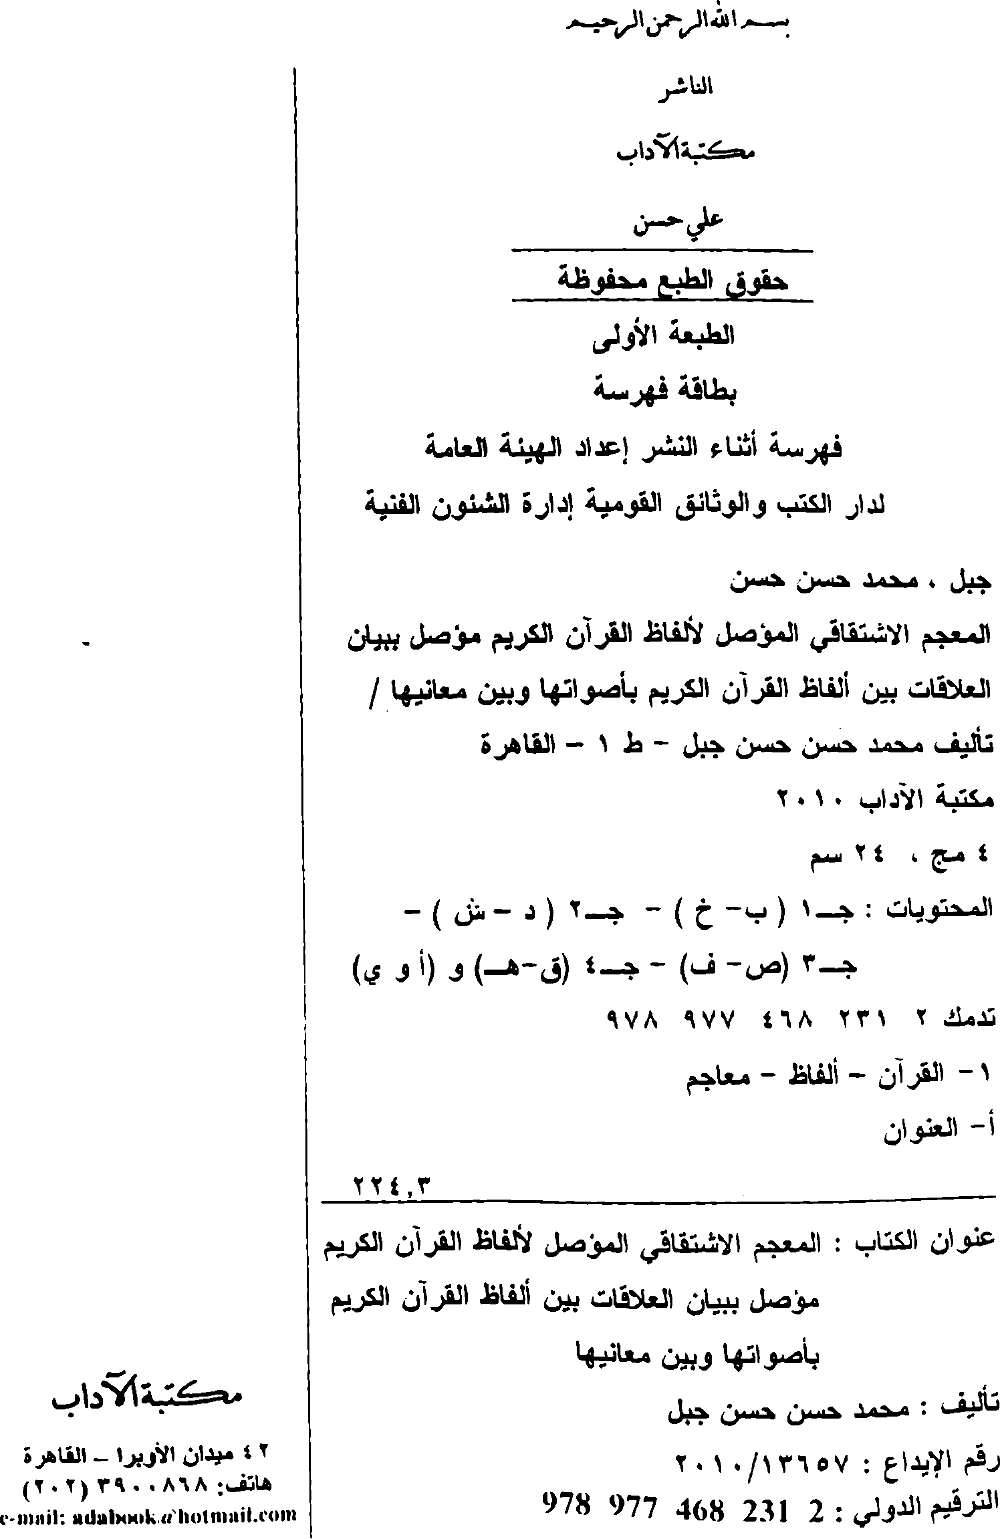 بسم الله الرحمن الرحيم
الناشر
مكتبة الآداب
علي حسن
حقوق الطبع محفوظة
الطبعة الأولى
بطاقة فهرسة
فهرسة أثناء النشر إعداد الهيئة العامة
لدار الكتب والوثائق القومية إدارة الشئون الفنية
جبل ، محمد حسن حسن
المعجم الاشتقاقي المؤصل لألفاظ القرآن الكريم مؤصل ببيان
العلاقات بين ألفاظ القرآن الكريم بأصواتها وبين معانيها /
تأليف محمد حسن حسن جبل - ط ١ - القاهرة
مكتبة الآداب ٢٠١٠
٤ مج ، ٢٤ سم
المحتويات : جـ١ ( ب- خ ) - جـ٢ ( د - ش ) -
جـ٣ (ص- ف) - جـ٤ (ق-هـ) و (أ و ي)
تدمك ٢ ٢٣١ ٤٦٨ ٩٧٧ ٩٧٨
١- القرآن - ألفاظ - معاجم
أ- العنوان
٢٢٤,٣
عنوان الكتاب : المعجم الاشتقاقي المؤصل لألفاظ القرآن الكريم
مؤصل ببيان العلاقات بين ألفاظ القرآن الكريم
بأصواتها وبين معانيها
تأليف : محمد حسن حسن جبل
رقم الإيداع : ٢٠١٠/١٣٦٥٧
الترقيم الدولي : 2 231 468 977 978
مكتبة الآداب
٤٢ ميدان الأوبرا - القاهرة
هاتف: ٣٩٠٠٨٦٨ (٢٠٢)
e-mail: adabook@hotmail.com